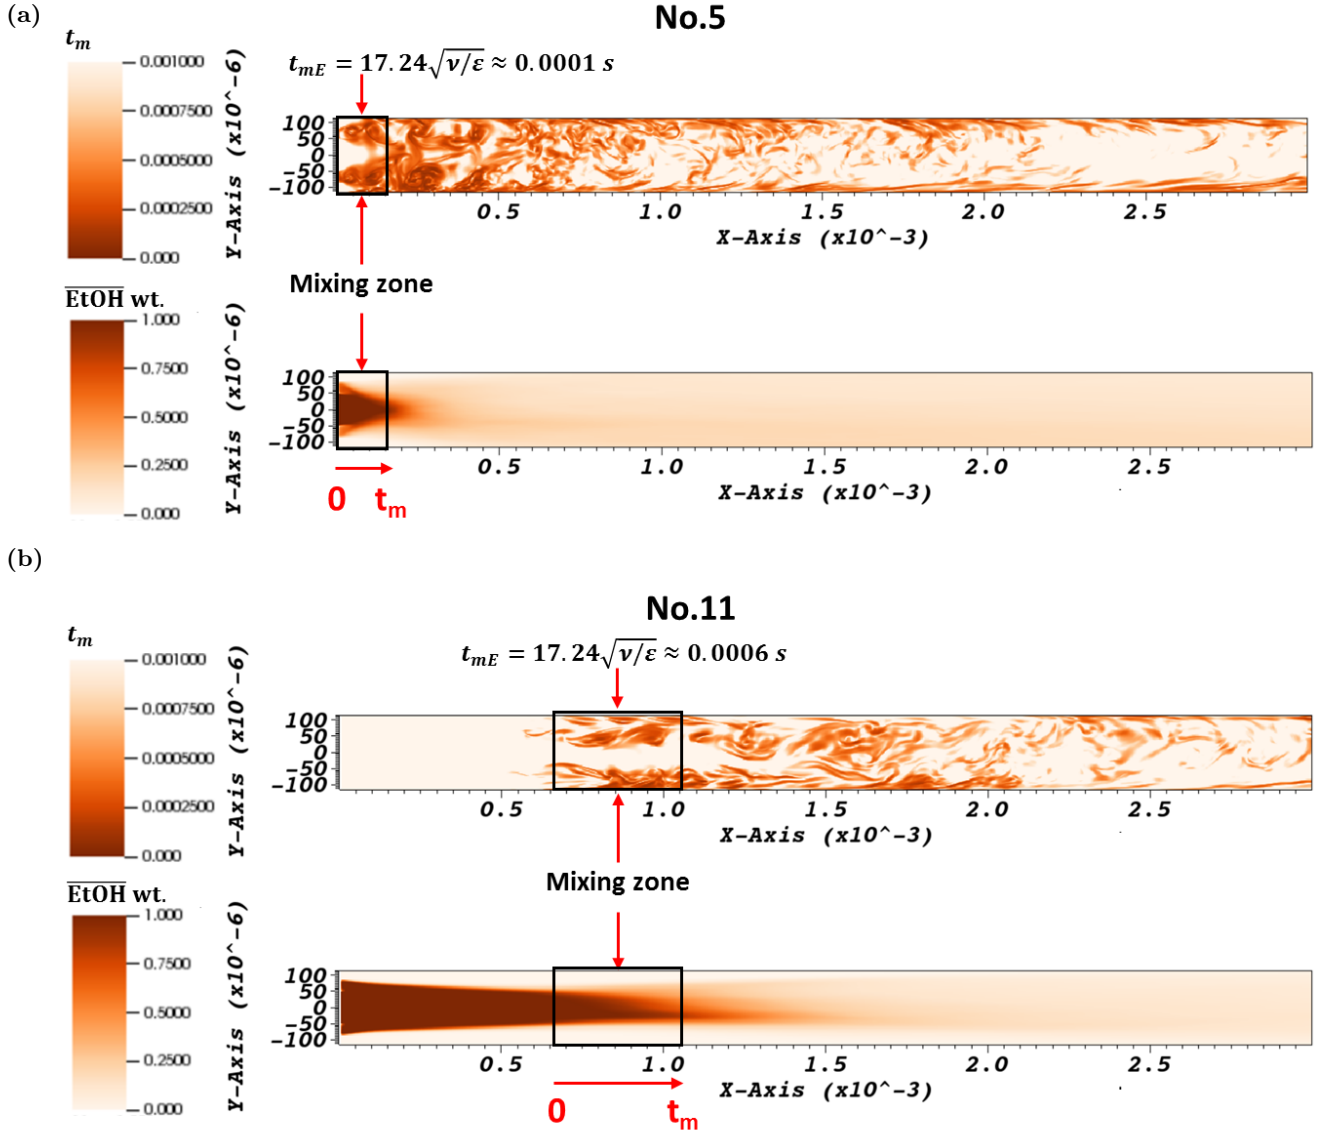 (a)
No.5
t_m
t_{mE} = 17.24√(ν/ε) ≈ 0.0001 s
0.001000
0.0007500
0.0005000
0.0002500
0.000
Y-Axis (x10^-6)
100
50
0
-50
-100
0.5 1.0 1.5 2.0 2.5
X-Axis (x10^-3)
Mixing zone
EtOH wt.
1.000
0.7500
0.5000
0.2500
0.000
Y-Axis (x10^-6)
100
50
0
-50
-100
0.5 1.0 1.5 2.0 2.5
X-Axis (x10^-3)
0 t_m
(b)
No.11
t_m
t_{mE} = 17.24√(ν/ε) ≈ 0.0006 s
0.001000
0.0007500
0.0005000
0.0002500
0.000
Y-Axis (x10^-6)
100
50
0
-50
-100
0.5 1.0 1.5 2.0 2.5
X-Axis (x10^-3)
Mixing zone
EtOH wt.
1.000
0.7500
0.5000
0.2500
0.000
Y-Axis (x10^-6)
100
50
0
-50
-100
0.5 1.0 1.5 2.0 2.5
X-Axis (x10^-3)
0 t_m